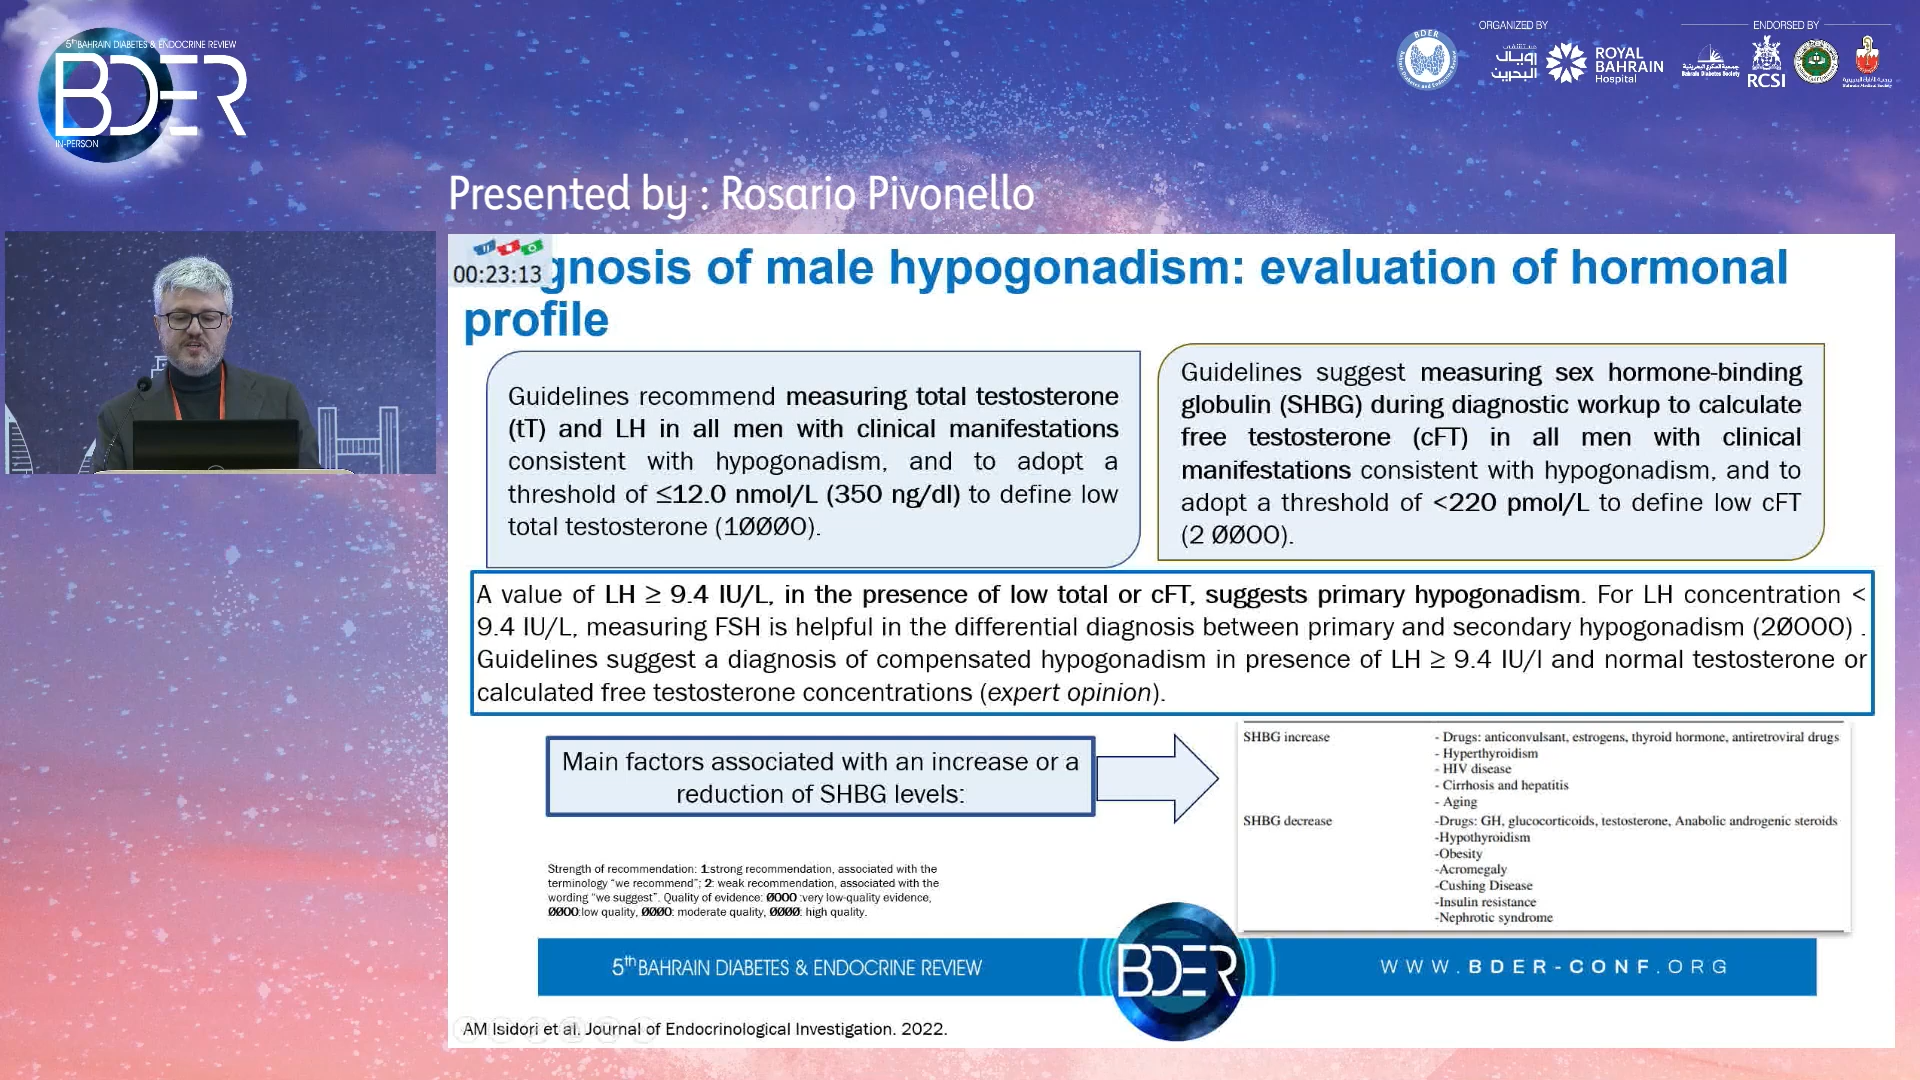 5th BAHRAIN DIABETES & ENDOCRINE REVIEW
BDER
IN-PERSON
ORGANIZED BY
ENDORSED BY
BDER
مستشفى
رويال
البحرين
ROYAL
BAHRAIN
Hospital
Bahrain Diabetes Society
RCSI
Bahrain Medical Society
Presented by : Rosario Pivonello
00:23:13
gnosis of male hypogonadism: evaluation of hormonal
profile
Guidelines recommend measuring total testosterone
(tT) and LH in all men with clinical manifestations
consistent with hypogonadism, and to adopt a
threshold of ≤12.0 nmol/L (350 ng/dl) to define low
total testosterone (1ØØØO).
Guidelines suggest measuring sex hormone-binding
globulin (SHBG) during diagnostic workup to calculate
free testosterone (cFT) in all men with clinical
manifestations consistent with hypogonadism, and to
adopt a threshold of <220 pmol/L to define low cFT
(2 ØØOO).
A value of LH ≥ 9.4 IU/L, in the presence of low total or cFT, suggests primary hypogonadism. For LH concentration <
9.4 IU/L, measuring FSH is helpful in the differential diagnosis between primary and secondary hypogonadism (2ØOOO) .
Guidelines suggest a diagnosis of compensated hypogonadism in presence of LH ≥ 9.4 IU/l and normal testosterone or
calculated free testosterone concentrations (expert opinion).
Main factors associated with an increase or a
reduction of SHBG levels:
SHBG increase
- Drugs: anticonvulsant, estrogens, thyroid hormone, antiretroviral drugs
- Hyperthyroidism
- HIV disease
- Cirrhosis and hepatitis
- Aging
SHBG decrease
-Drugs: GH, glucocorticoids, testosterone, Anabolic androgenic steroids
-Hypothyroidism
-Obesity
-Acromegaly
-Cushing Disease
-Insulin resistance
-Nephrotic syndrome
Strength of recommendation: 1:strong recommendation, associated with the
terminology “we recommend”; 2: weak recommendation, associated with the
wording “we suggest”. Quality of evidence: ØOOO :very low-quality evidence,
ØØOO:low quality, ØØØO: moderate quality, ØØØØ: high quality.
5th BAHRAIN DIABETES & ENDOCRINE REVIEW
BDER
WWW.BDER-CONF.ORG
AM Isidori et al. Journal of Endocrinological Investigation. 2022.